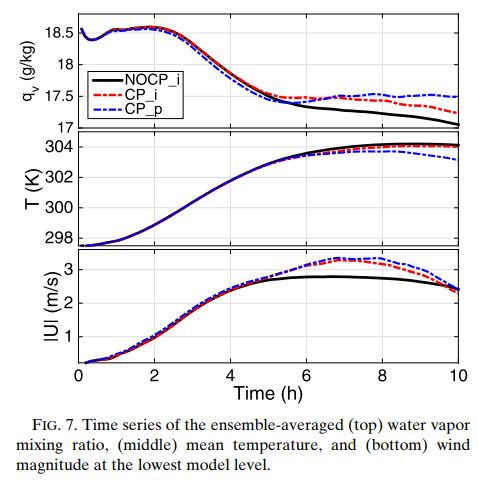 18.5
18
17.5
17
qv (g/kg)
NOCP_i
CP_i
CP_p
304
302
300
298
T (K)
3
2
1
|U| (m/s)
0 2 4 6 8 10
Time (h)
FIG. 7. Time series of the ensemble-averaged (top) water vapor
mixing ratio, (middle) mean temperature, and (bottom) wind
magnitude at the lowest model level.